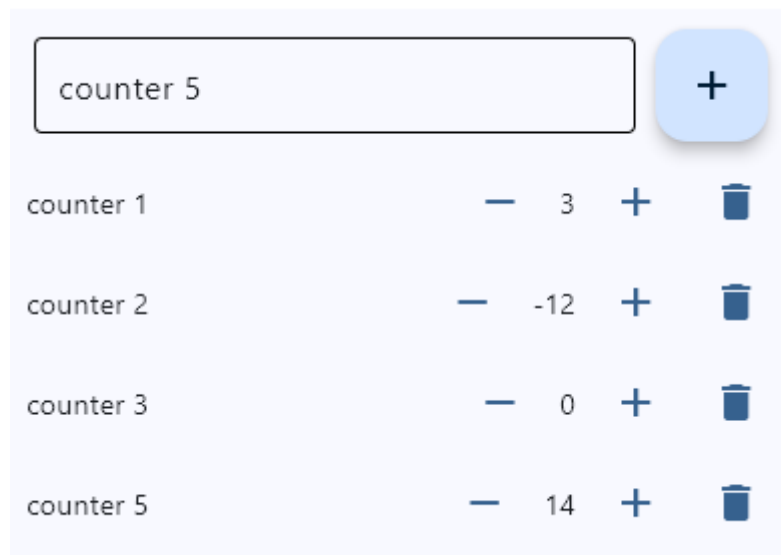 counter 5 +
counter 1 − 3 +
counter 2 − -12 +
counter 3 − 0 +
counter 5 − 14 +